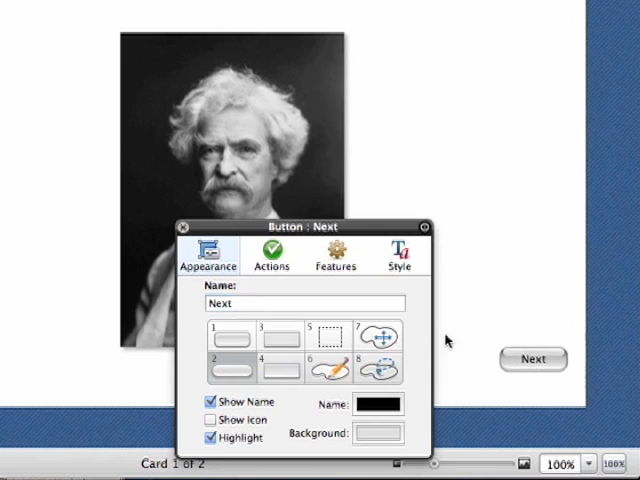 Button : Next
Appearance Actions Features Style
Name:
Next
1 3 5 7
2 4 6 8
Show Name
Name:
Show Icon
Highlight
Background:
Next
Card 1 of 2
100% 100%